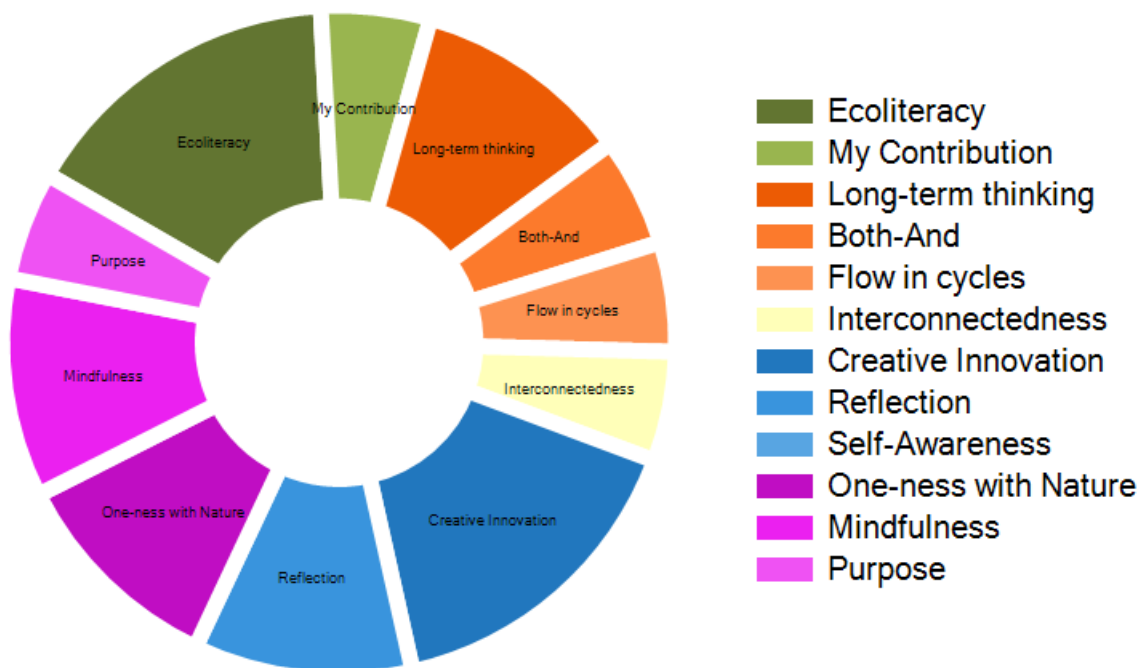 My Contribution
Ecoliteracy
Long-term thinking
Both-And
Purpose
Flow in cycles
Mindfulness
Interconnectedness
One-ness with Nature
Creative Innovation
Reflection
Ecoliteracy
My Contribution
Long-term thinking
Both-And
Flow in cycles
Interconnectedness
Creative Innovation
Reflection
Self-Awareness
One-ness with Nature
Mindfulness
Purpose